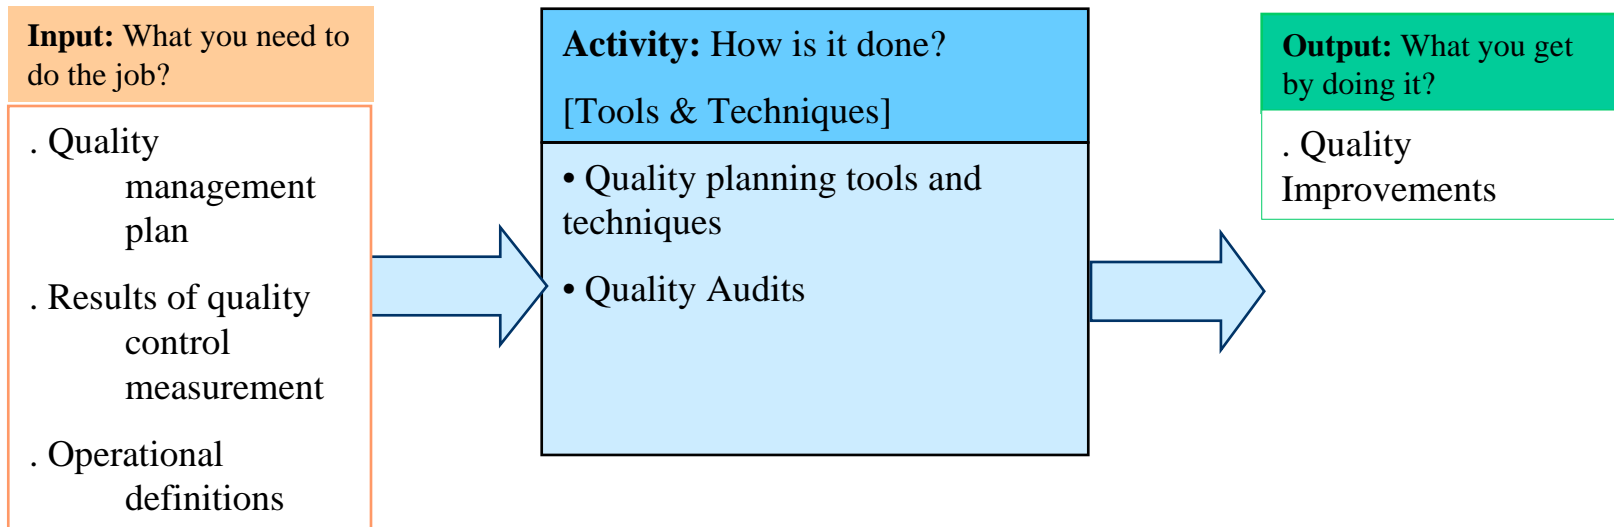 Input: What you need to
do the job?
. Quality
management
plan
. Results of quality
control
measurement
. Operational
definitions
Activity: How is it done?
[Tools & Techniques]
• Quality planning tools and
techniques
• Quality Audits
Output: What you get
by doing it?
. Quality
Improvements